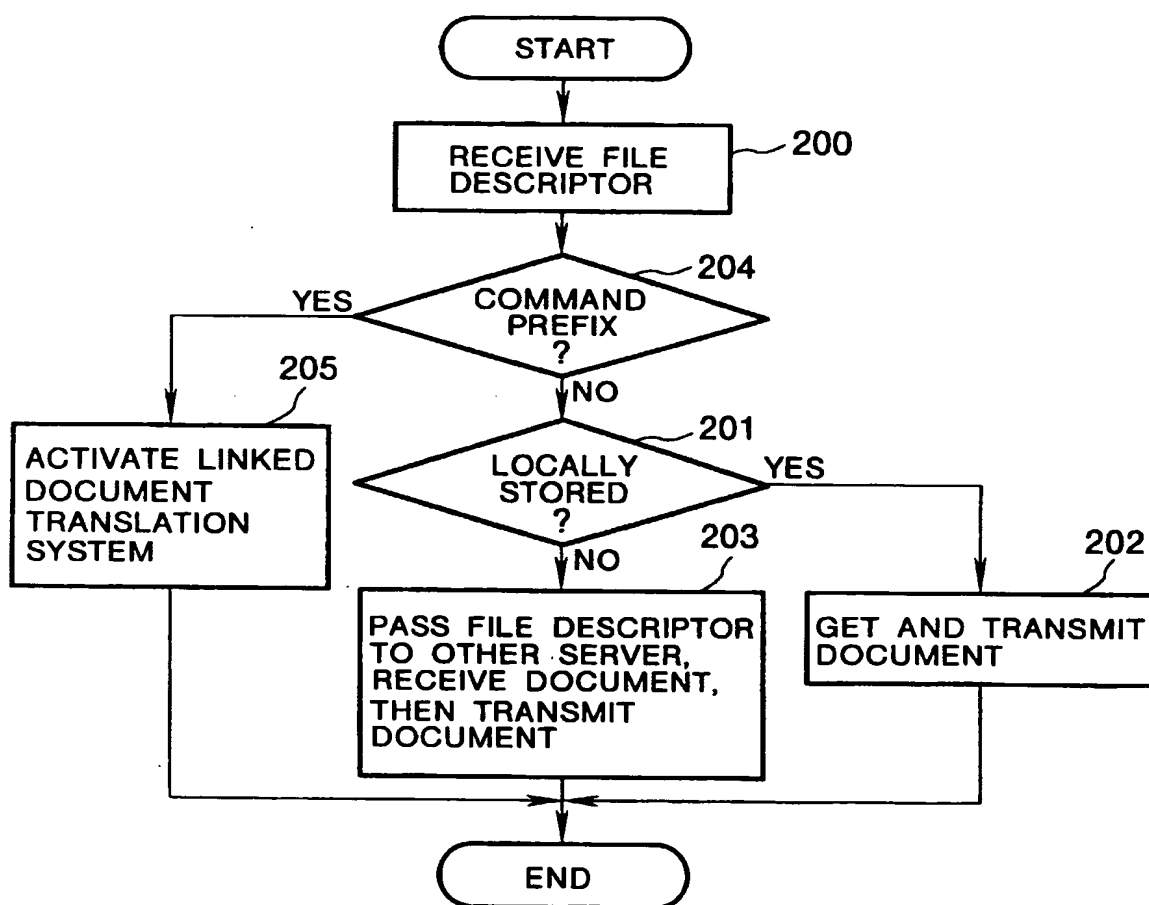 START
RECEIVE FILE
DESCRIPTOR
200
204
YES
COMMAND
PREFIX
?
NO
205
ACTIVATE LINKED
DOCUMENT
TRANSLATION
SYSTEM
201
LOCALLY
STORED
?
YES
NO
203
PASS FILE DESCRIPTOR
TO OTHER SERVER,
RECEIVE DOCUMENT,
THEN TRANSMIT
DOCUMENT
202
GET AND TRANSMIT
DOCUMENT
END